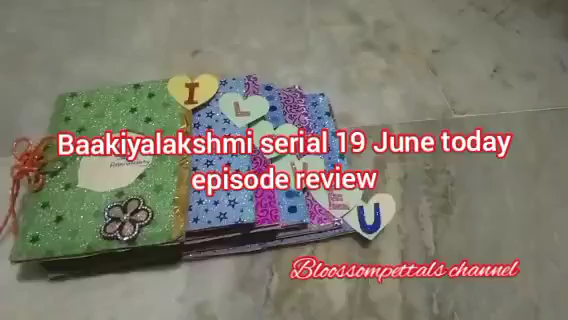 I
L
Baakiyalakshmi serial 19 June today
episode review
E
U
Bloossompettals channel